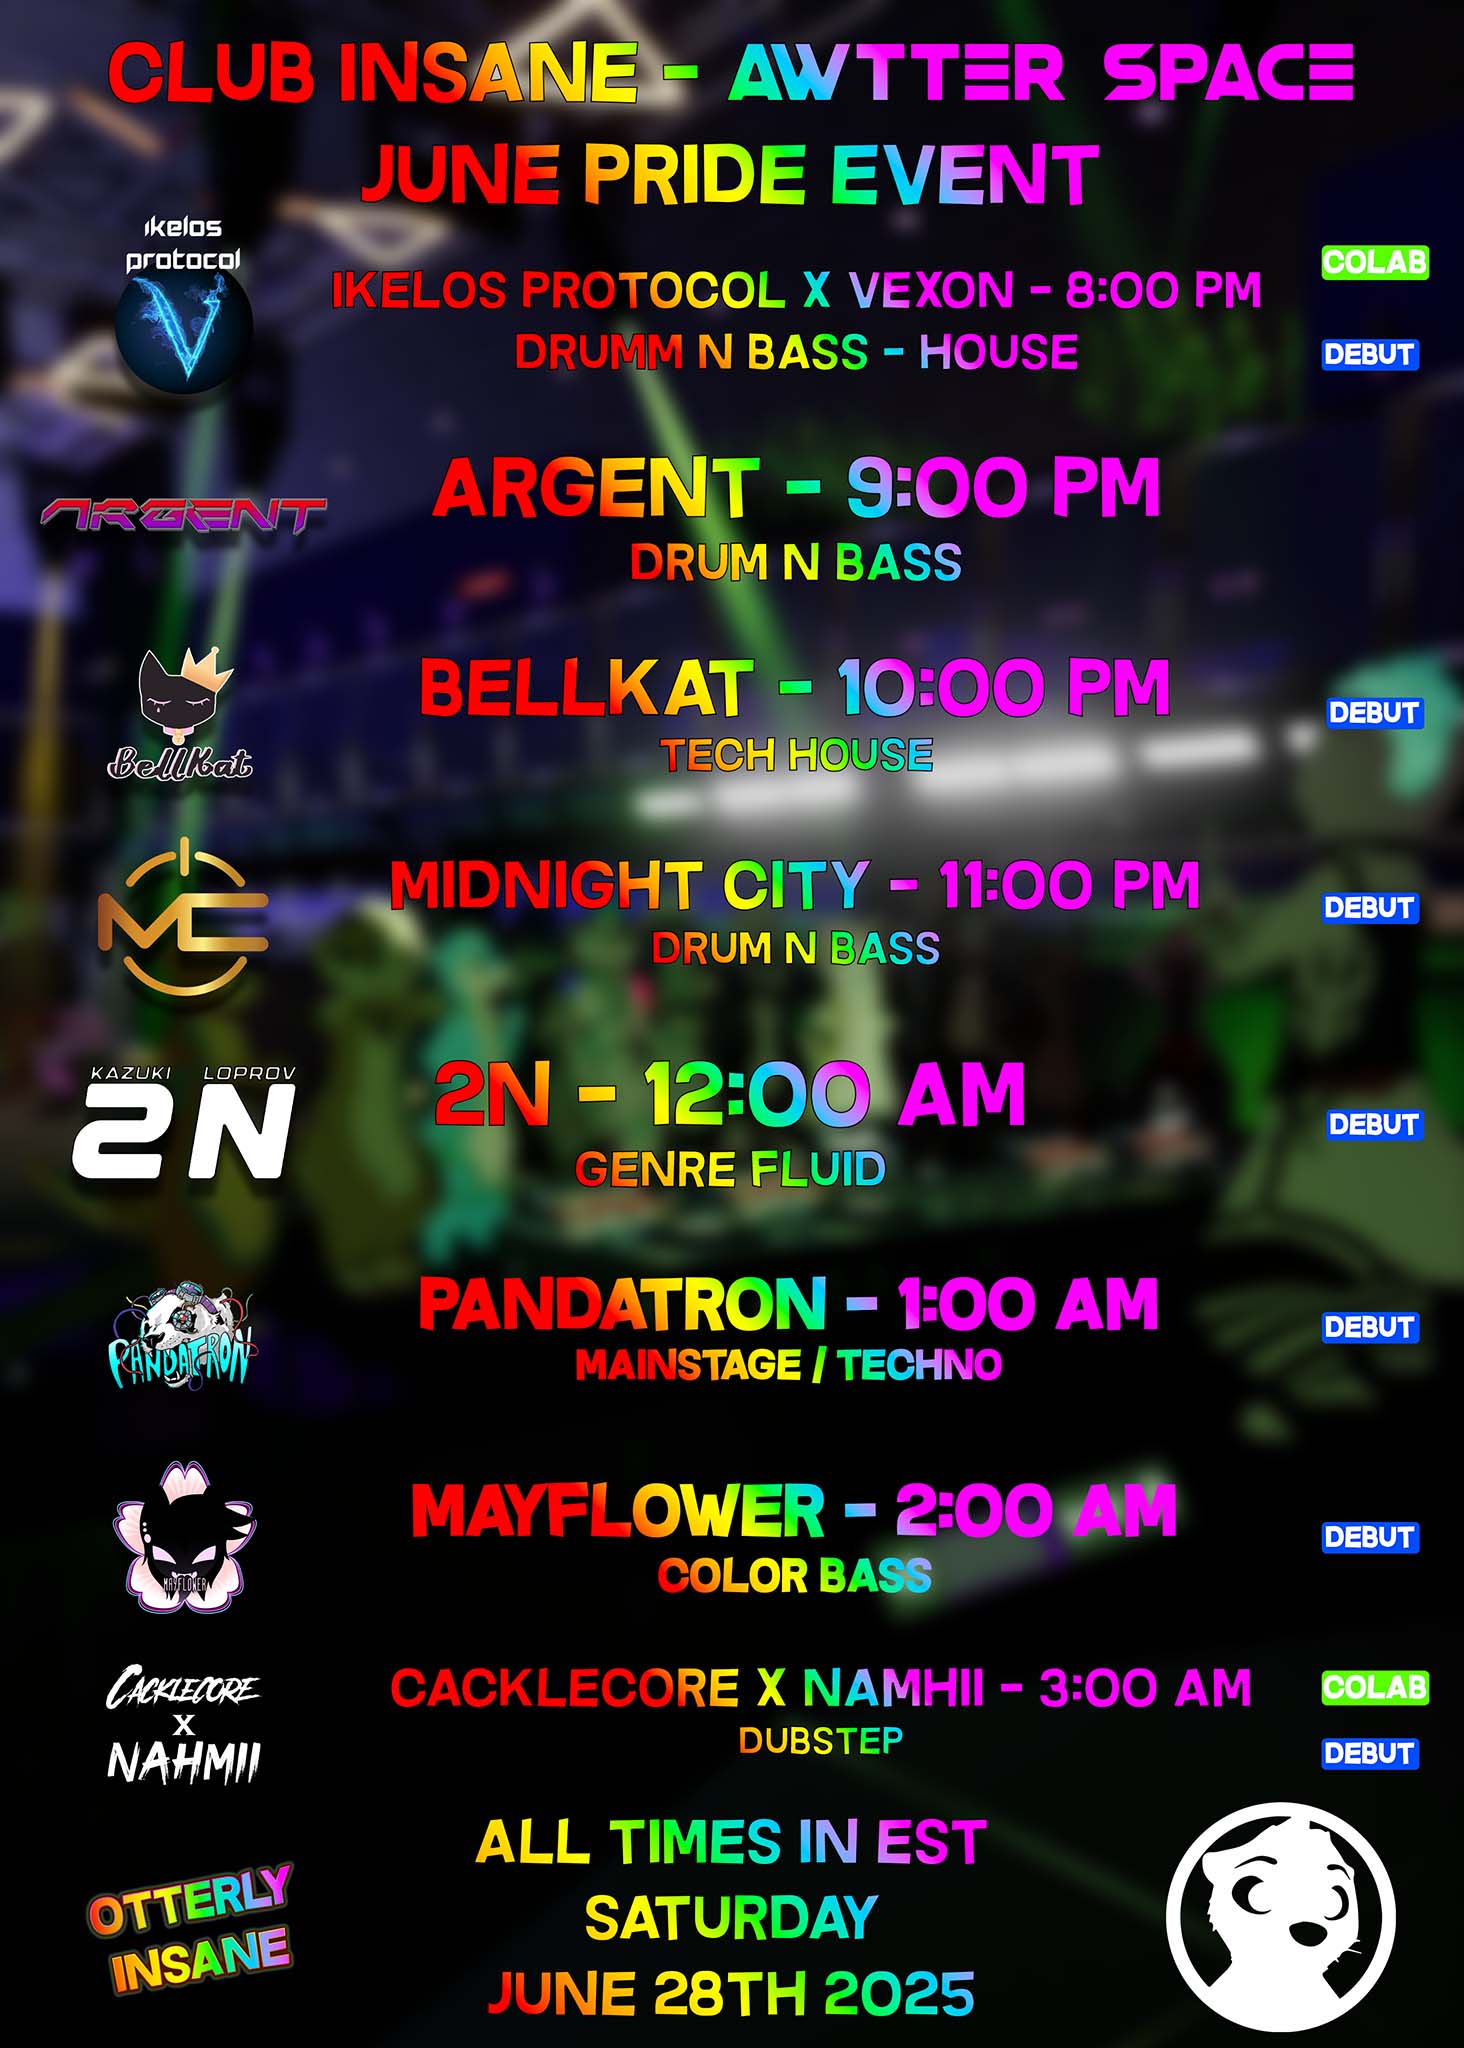 CLUB INSANE - AWTTER SPACE
JUNE PRIDE EVENT
ikelos
protocol
V
IKELOS PROTOCOL X VEXON - 8:00 PM
DRUMM N BASS - HOUSE
COLAB
DEBUT
ARGENT
ARGENT - 9:00 PM
DRUM N BASS
BellKat
BELLKAT - 10:00 PM
TECH HOUSE
DEBUT
MC
MIDNIGHT CITY - 11:00 PM
DRUM N BASS
DEBUT
KAZUKI LOPROV
2N
2N - 12:00 AM
GENRE FLUID
DEBUT
PANDATRON
PANDATRON - 1:00 AM
MAINSTAGE / TECHNO
DEBUT
MAYFLOWER
MAYFLOWER - 2:00 AM
COLOR BASS
DEBUT
CACKLECORE
X
NAHMII
CACKLECORE X NAMHII - 3:00 AM
DUBSTEP
COLAB
DEBUT
OTTERLY
INSANE
ALL TIMES IN EST
SATURDAY
JUNE 28TH 2025